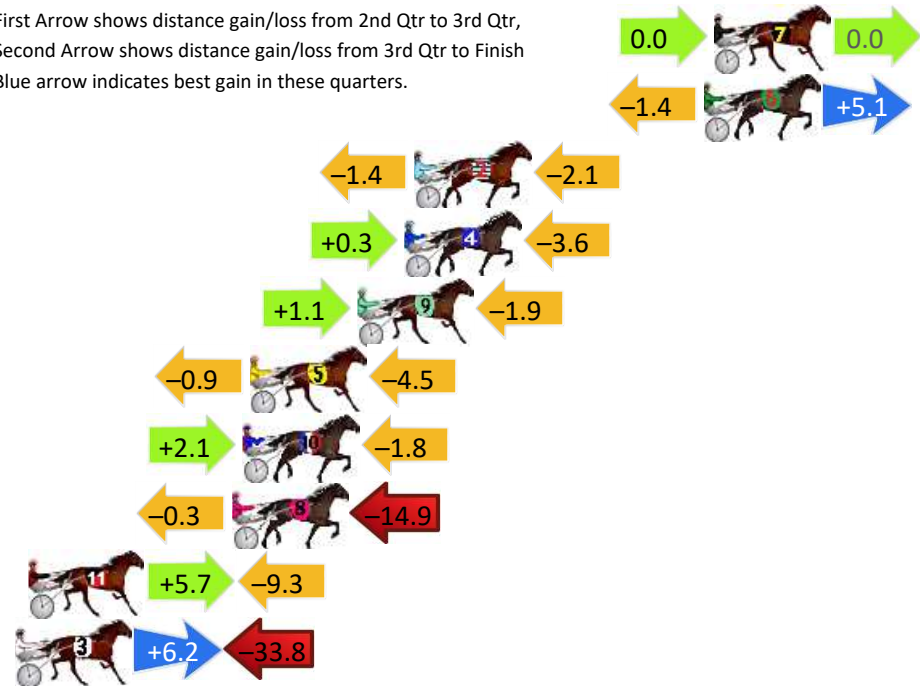 First Arrow shows distance gain/loss from 2nd Qtr to 3rd Qtr,
Second Arrow shows distance gain/loss from 3rd Qtr to Finish
Blue arrow indicates best gain in these quarters.
0.0 7 0.0
–1.4 6 +5.1
–1.4 2 –2.1
+0.3 4 –3.6
+1.1 9 –1.9
–0.9 5 –4.5
+2.1 10 –1.8
–0.3 8 –14.9
11 +5.7 –9.3
3 +6.2 –33.8